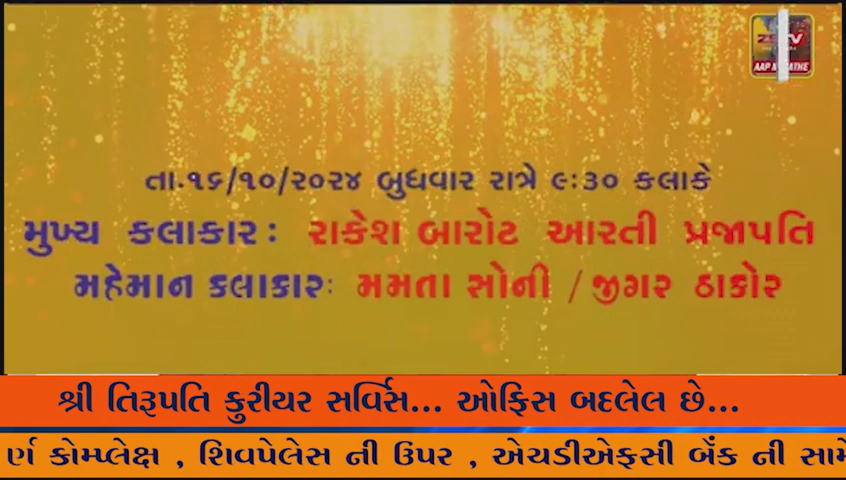 તા.૧૬/૧૦/૨૦૨૪ બુધવાર રાત્રે ૯:૩૦ કલાકે
મુખ્ય કલાકાર: રાકેશ બારોટ આરતી પ્રજાપતિ
મહેમાન કલાકાર: મમતા સોની / જીગર ઠાકોર
શ્રી તિરૂપતિ કુરીયર સર્વિસ... ઓફિસ બદલેલ છે...
ર્ણ કોમ્પ્લેક્ષ , શિવપેલેસ ની ઉપર , એચડીએફસી બેંક ની સામે